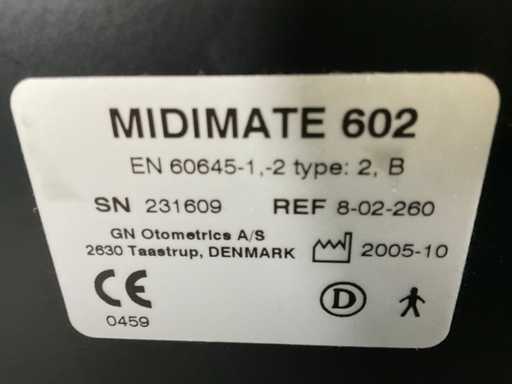 MIDIMATE 602
EN 60645-1,-2 type: 2, B
SN 231609 REF 8-02-260
GN Otometrics A/S
2630 Taastrup, DENMARK 2005-10
CE D
0459